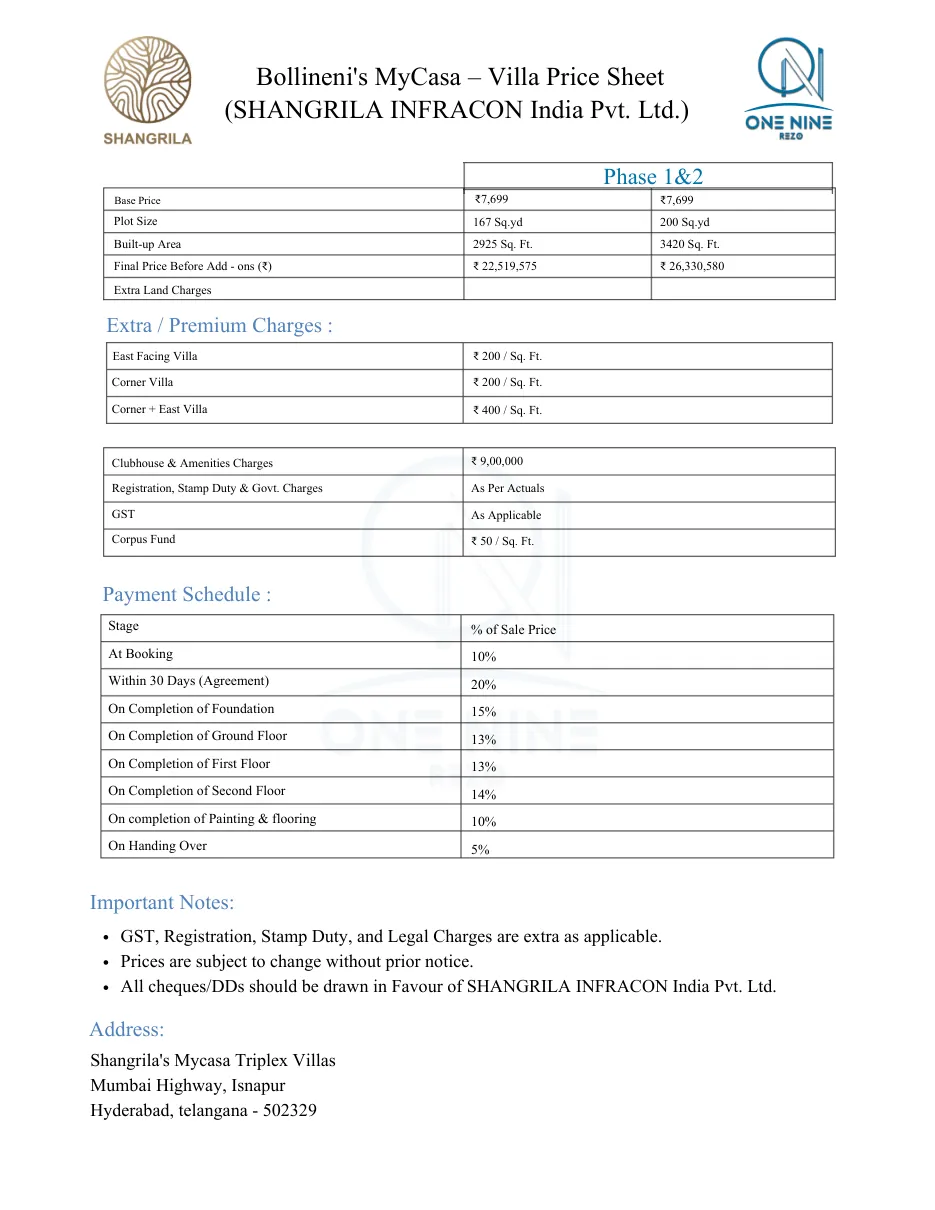 SHANGRILA
Bollineni's MyCasa – Villa Price Sheet
(SHANGRILA INFRACON India Pvt. Ltd.)
ONE NINE
REZO
Phase 1&2
Base Price ₹7,699 ₹7,699
Plot Size 167 Sq.yd 200 Sq.yd
Built-up Area 2925 Sq. Ft. 3420 Sq. Ft.
Final Price Before Add - ons (₹) ₹ 22,519,575 ₹ 26,330,580
Extra Land Charges
Extra / Premium Charges :
East Facing Villa ₹ 200 / Sq. Ft.
Corner Villa ₹ 200 / Sq. Ft.
Corner + East Villa ₹ 400 / Sq. Ft.
Clubhouse & Amenities Charges ₹ 9,00,000
Registration, Stamp Duty & Govt. Charges As Per Actuals
GST As Applicable
Corpus Fund ₹ 50 / Sq. Ft.
Payment Schedule :
Stage % of Sale Price
At Booking 10%
Within 30 Days (Agreement) 20%
On Completion of Foundation 15%
On Completion of Ground Floor 13%
On Completion of First Floor 13%
On Completion of Second Floor 14%
On completion of Painting & flooring 10%
On Handing Over 5%
ONE NINE
REZO
Important Notes:
• GST, Registration, Stamp Duty, and Legal Charges are extra as applicable.
• Prices are subject to change without prior notice.
• All cheques/DDs should be drawn in Favour of SHANGRILA INFRACON India Pvt. Ltd.
Address:
Shangrila's Mycasa Triplex Villas
Mumbai Highway, Isnapur
Hyderabad, telangana - 502329